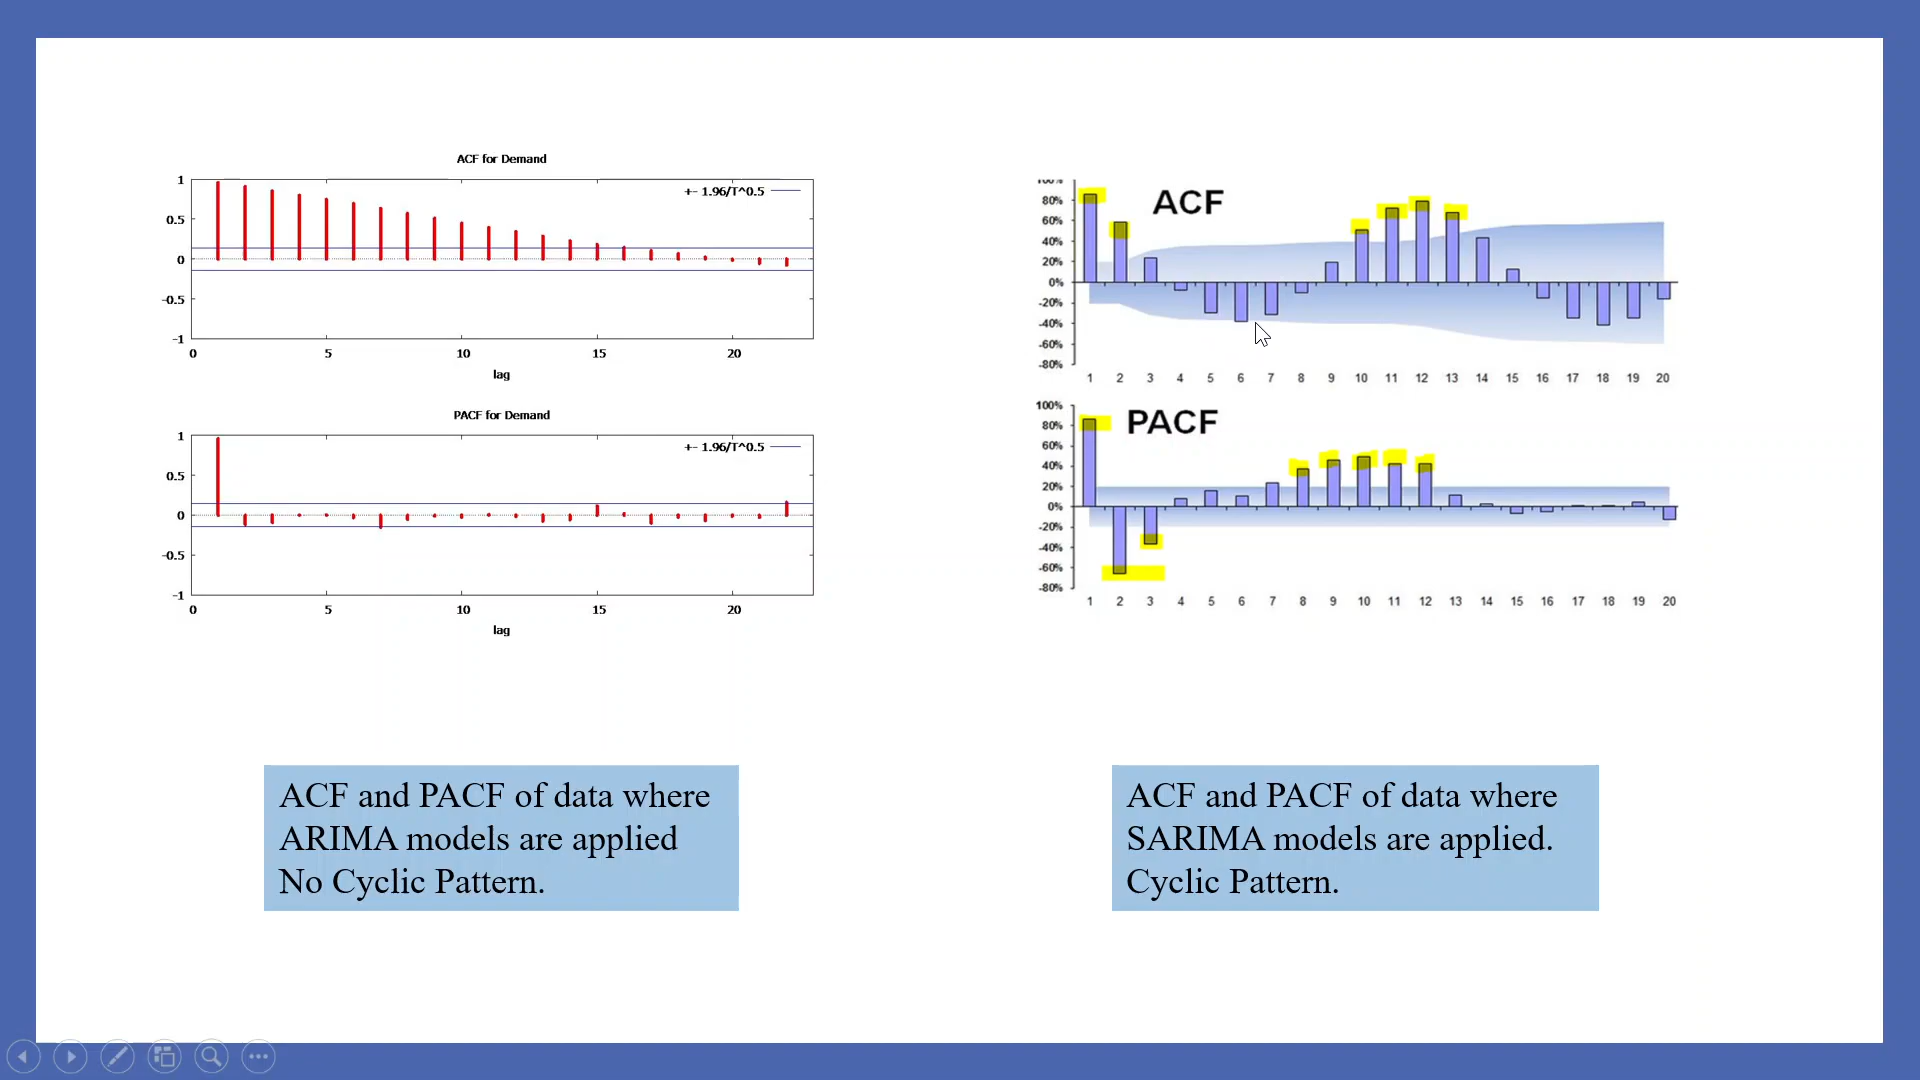 ACF for Demand
+- 1.96/T^0.5
1
0.5
0
-0.5
-1
0 5 10 15 20
lag
PACF for Demand
+- 1.96/T^0.5
1
0.5
0
-0.5
-1
0 5 10 15 20
lag
ACF
100%
80%
60%
40%
20%
0%
-20%
-40%
-60%
-80%
1 2 3 4 5 6 7 8 9 10 11 12 13 14 15 16 17 18 19 20
PACF
100%
80%
60%
40%
20%
0%
-20%
-40%
-60%
-80%
1 2 3 4 5 6 7 8 9 10 11 12 13 14 15 16 17 18 19 20
ACF and PACF of data where
ARIMA models are applied
No Cyclic Pattern.
ACF and PACF of data where
SARIMA models are applied.
Cyclic Pattern.